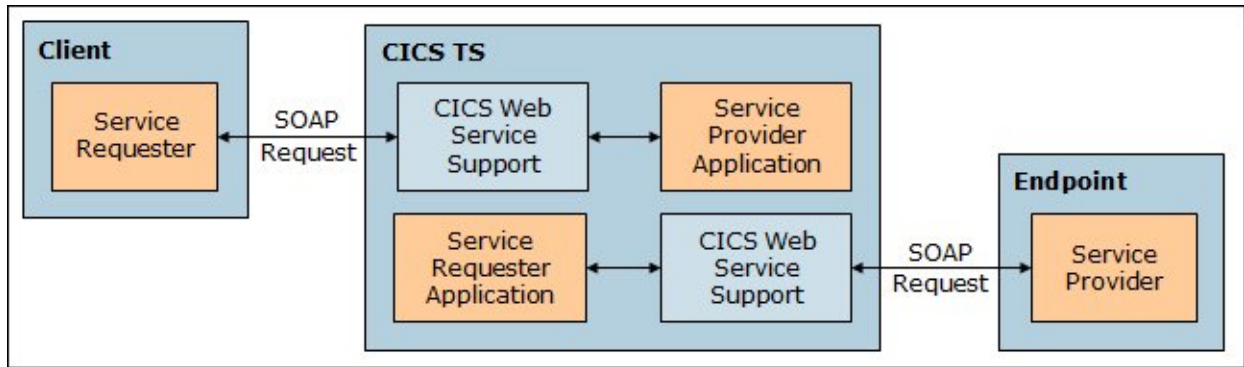 Client
Service
Requester
SOAP
Request
CICS TS
CICS Web
Service
Support
Service
Provider
Application
Service
Requester
Application
CICS Web
Service
Support
SOAP
Request
Endpoint
Service
Provider